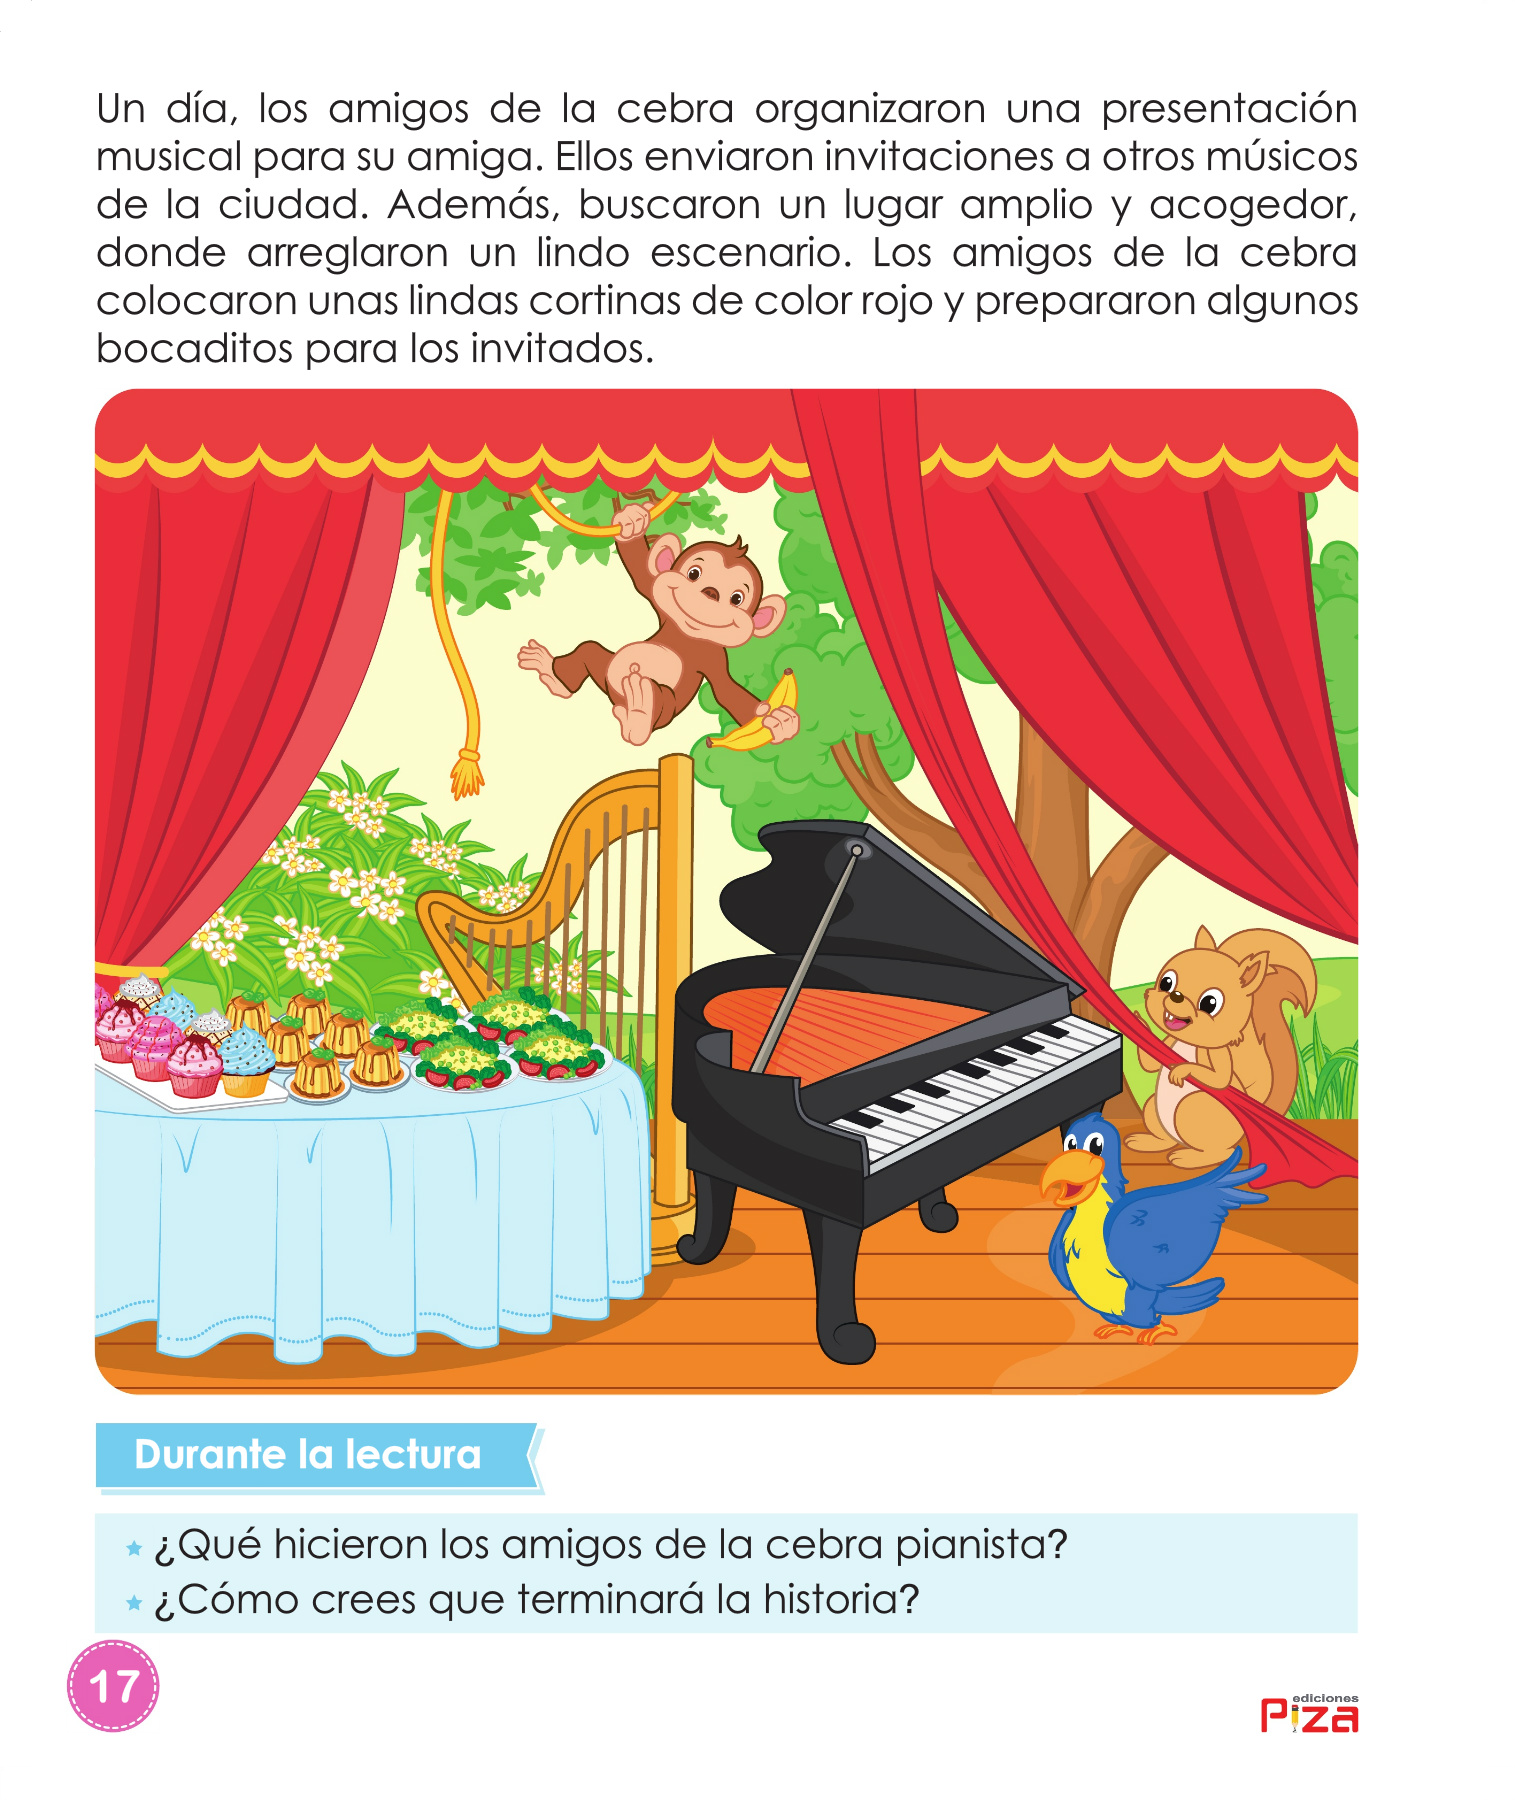 Un día, los amigos de la cebra organizaron una presentación
musical para su amiga. Ellos enviaron invitaciones a otros músicos
de la ciudad. Además, buscaron un lugar amplio y acogedor,
donde arreglaron un lindo escenario. Los amigos de la cebra
colocaron unas lindas cortinas de color rojo y prepararon algunos
bocaditos para los invitados.
Durante la lectura
¿Qué hicieron los amigos de la cebra pianista?
¿Cómo crees que terminará la historia?
17
ediciones
Piza